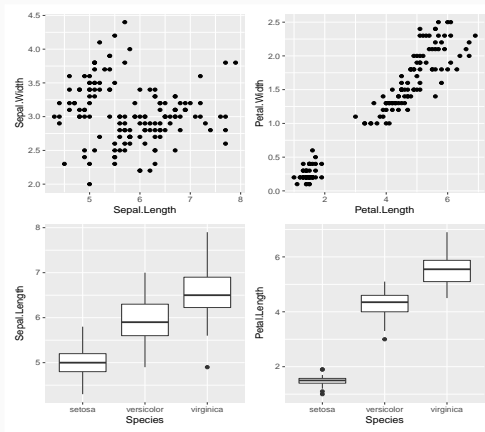 4.5
4.0
3.5
3.0
2.5
2.0
Sepal.Width
5 6 7 8
Sepal.Length
2.5
2.0
1.5
1.0
0.5
0.0
Petal.Width
2 4 6
Petal.Length
8
7
6
5
Sepal.Length
setosa versicolor virginica
Species
6
4
2
Petal.Length
setosa versicolor virginica
Species